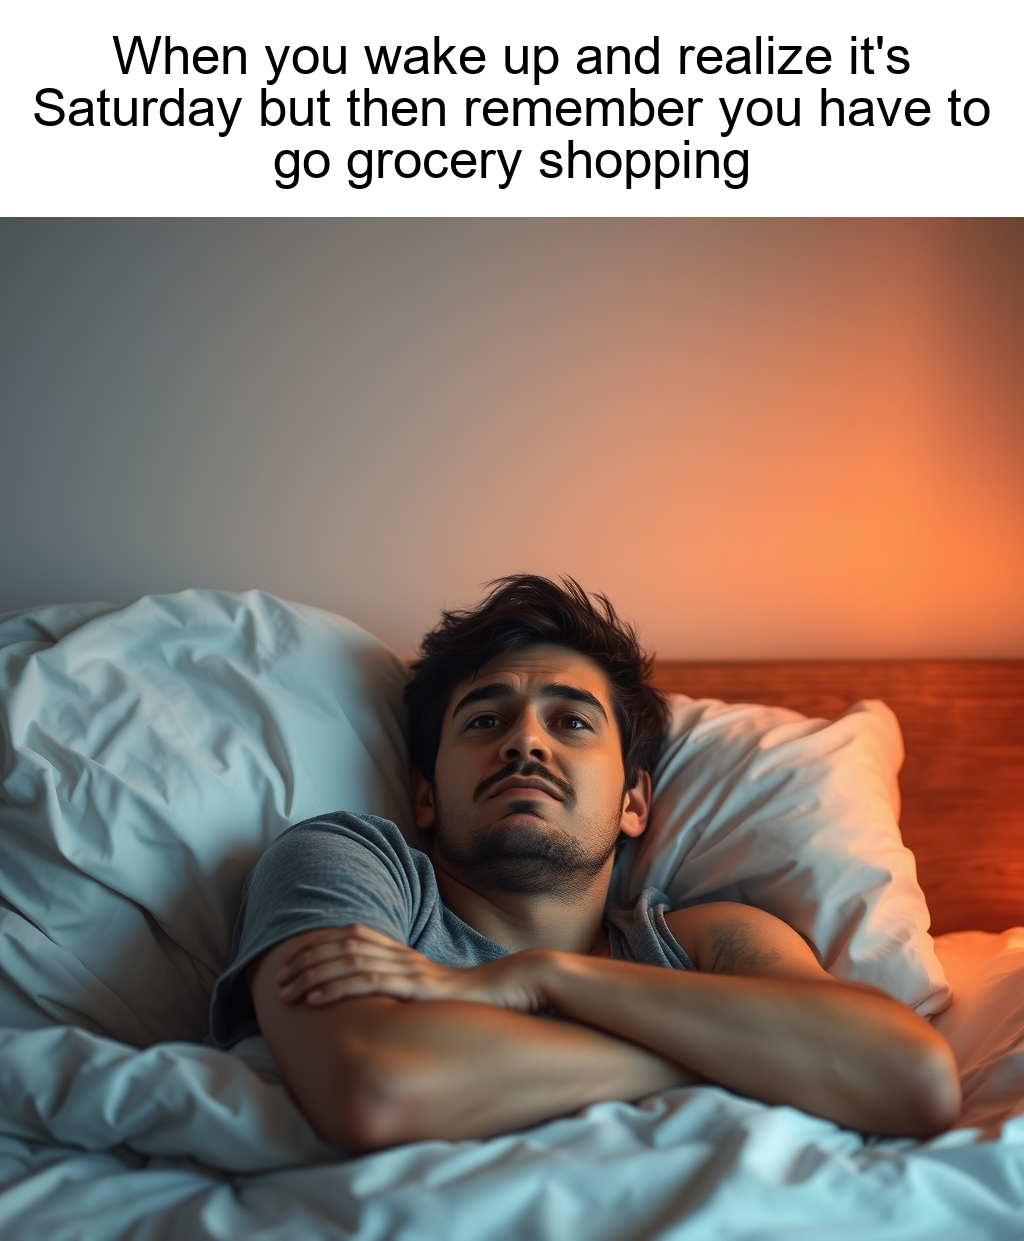 When you wake up and realize it's
Saturday but then remember you have to
go grocery shopping